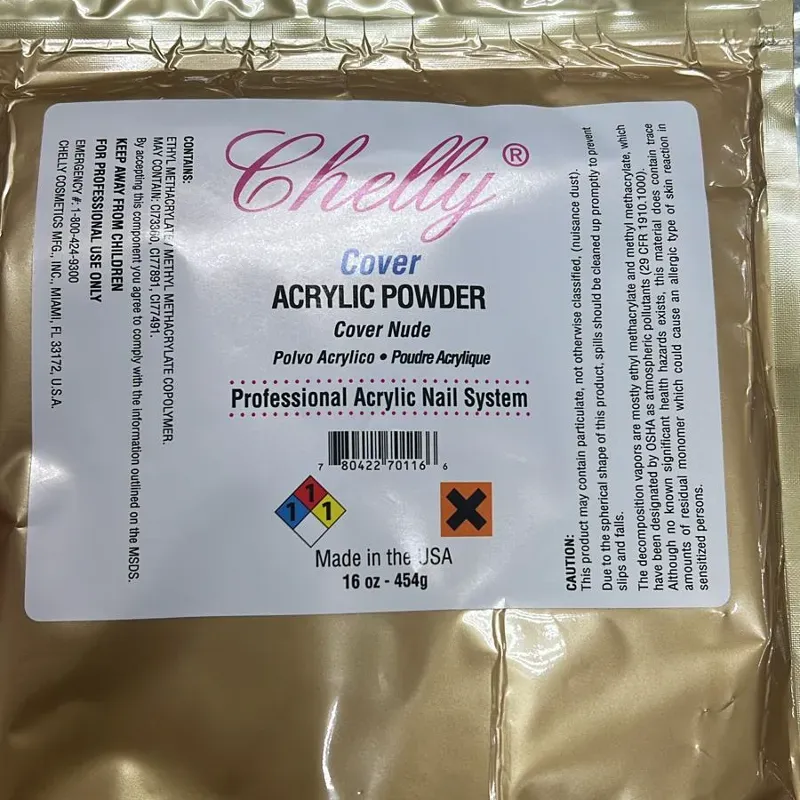 Chelly®
Cover
ACRYLIC POWDER
Cover Nude
Polvo Acrylico • Poudre Acrylique
Professional Acrylic Nail System
7 80422 70116 6
1
1 1
Made in the USA
16 oz - 454g
CONTAINS:
ETHYL METHACRYLATE / METHYL METHACRYLATE COPOLYMER.
MAY CONTAIN: CI73360, CI77891, CI77491.
By accepting this component you agree to comply with the information outlined on the MSDS.
KEEP AWAY FROM CHILDREN
FOR PROFESSIONAL USE ONLY
EMERGENCY #: 1-800-424-9300
CHELLY COSMETICS MFG., INC., MIAMI, FL 33172, U.S.A.
CAUTION:
This product may contain particulate, not otherwise classified, (nuisance dust).
Due to the spherical shape of this product, spills should be cleaned up promptly to prevent
slips and falls.
The decomposition vapors are mostly ethyl methacrylate and methyl methacrylate, which
have been designated by OSHA as atmospheric pollutants (29 CFR 1910.1000).
Although no known significant health hazards exists, this material does contain trace
amounts of residual monomer which could cause an allergic type of skin reaction in
sensitized persons.